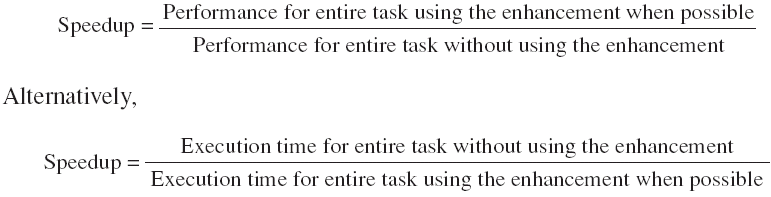 Speedup = Performance for entire task using the enhancement when possible
Performance for entire task without using the enhancement
Alternatively,
Speedup = Execution time for entire task without using the enhancement
Execution time for entire task using the enhancement when possible